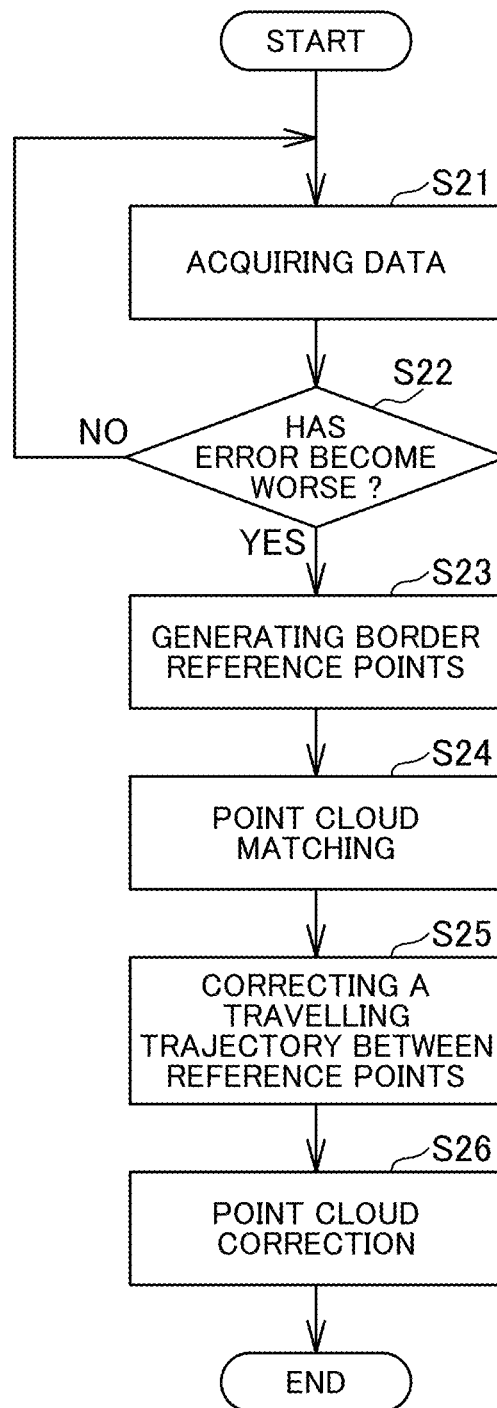 START
S21
ACQUIRING DATA
S22
NO
HAS
ERROR BECOME
WORSE ?
YES
S23
GENERATING BORDER
REFERENCE POINTS
S24
POINT CLOUD
MATCHING
S25
CORRECTING A
TRAVELLING
TRAJECTORY BETWEEN
REFERENCE POINTS
S26
POINT CLOUD
CORRECTION
END